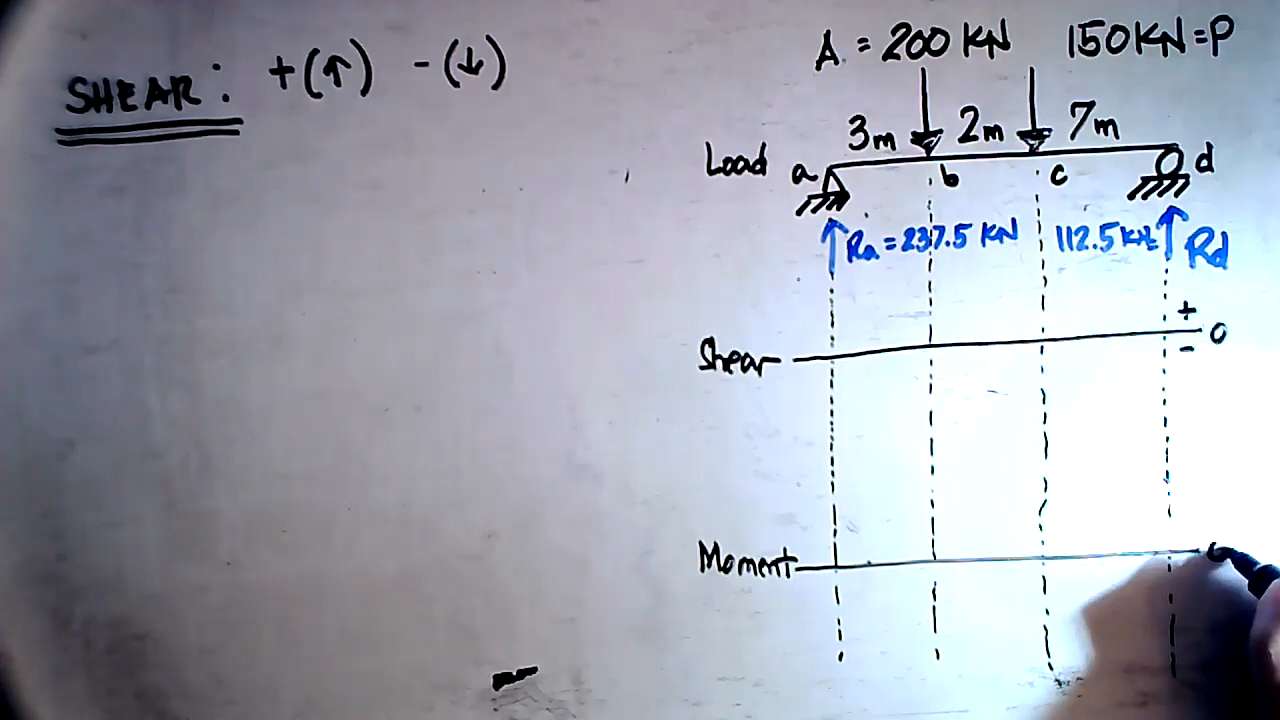 SHEAR: +(↑) -(↓)
A = 200 KN 150KN=P
3m 2m 7m
Load a b c d
Ra = 237.5 KN 112.5 KN Rd
+
Shear 0
-
Moment